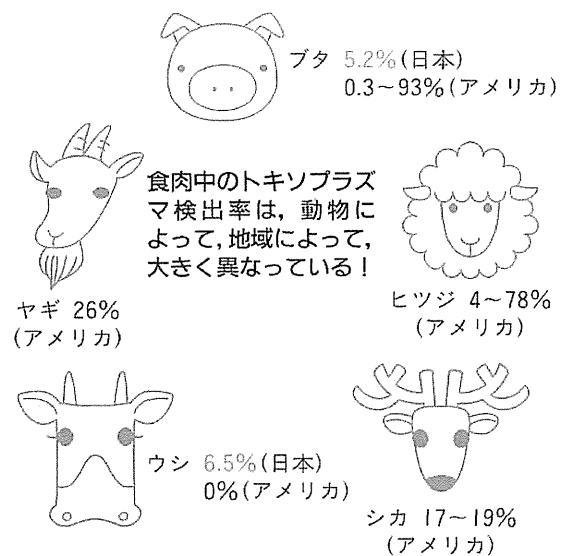 ブタ 5.2%(日本)
0.3〜93%(アメリカ)
食肉中のトキソプラズ
マ検出率は，動物に
よって，地域によって，
大きく異なっている！
ヤギ 26%
(アメリカ)
ヒツジ 4〜78%
(アメリカ)
ウシ 6.5%(日本)
0%(アメリカ)
シカ 17〜19%
(アメリカ)